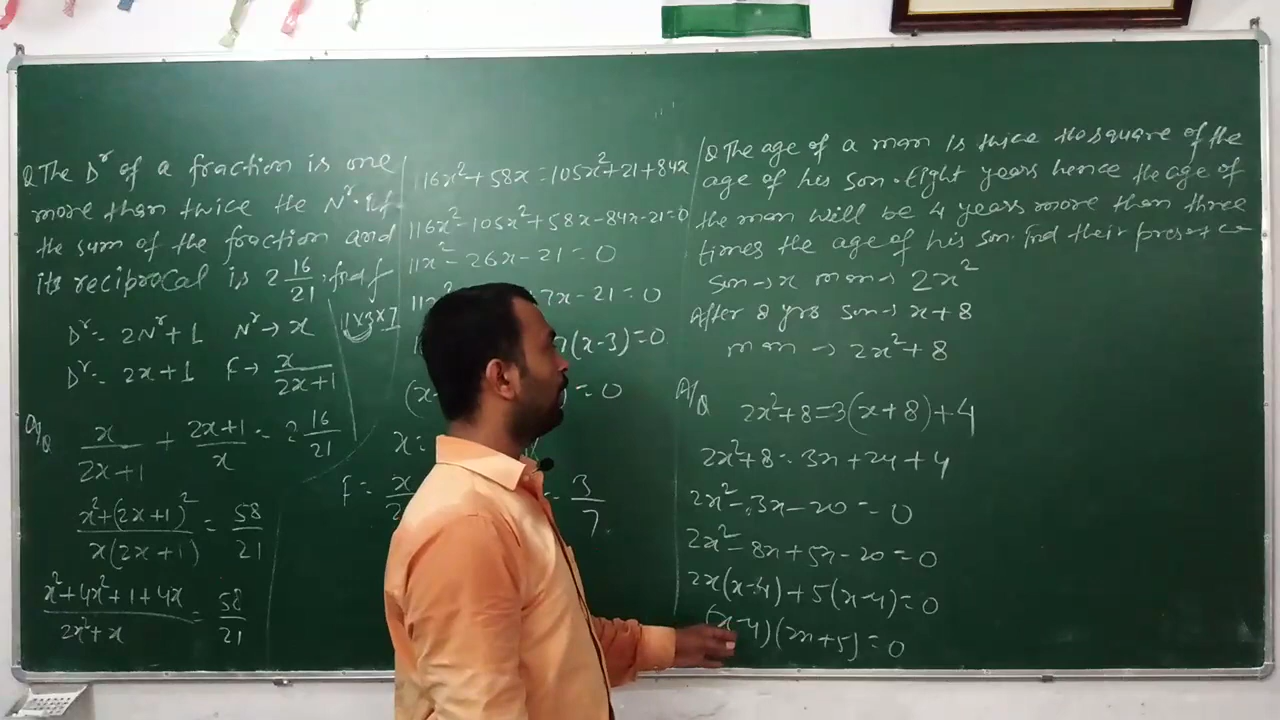 Q The Dʳ of a fraction is one
more than twice the Nʳ. If
the sum of the fraction and
its reciprocal is 2 16/21. find f
Dʳ = 2Nʳ+1 Nʳ → x
Dʳ = 2x+1 F → x/(2x+1)
A/Q x/(2x+1) + (2x+1)/x = 2 16/21
(x²+(2x+1)²)/(x(2x+1)) = 58/21
(x²+4x²+1+4x)/(2x²+x) = 58/21
116x²+58x=105x²+21+84x
116x²-105x²+58x-84x-21=0
11x²-26x-21=0
11x² 7x-21=0
11×3×7
(x-3)=0
(x- =0
x=
F = x = 3/7
Q The age of a man is twice the square of the
age of his son. Eight years hence the age of
the man will be 4 years more than three
times the age of his son. find their present
Son → x man → 2x²
After 8 yrs son → x+8
man → 2x²+8
A/Q 2x²+8=3(x+8)+4
2x²+8=3x+24+4
2x²-3x-20=0
2x²-8x+5x-20=0
2x(x-4)+5(x-4)=0
(x-4)(2x+5)=0